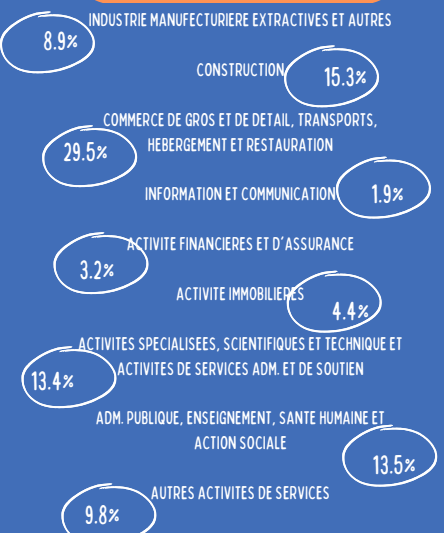 INDUSTRIE MANUFECTURIERE EXTRACTIVES ET AUTRES
8.9%
CONSTRUCTION
15.3%
COMMERCE DE GROS ET DE DETAIL, TRANSPORTS,
HEBERGEMENT ET RESTAURATION
29.5%
INFORMATION ET COMMUNICATION
1.9%
ACTIVITE FINANCIERES ET D'ASSURANCE
3.2%
ACTIVITE IMMOBILIERES
4.4%
ACTIVITES SPECIALISEES, SCIENTIFIQUES ET TECHNIQUE ET
ACTIVITES DE SERVICES ADM. ET DE SOUTIEN
13.4%
ADM. PUBLIQUE, ENSEIGNEMENT, SANTE HUMAINE ET
ACTION SOCIALE
13.5%
AUTRES ACTIVITES DE SERVICES
9.8%